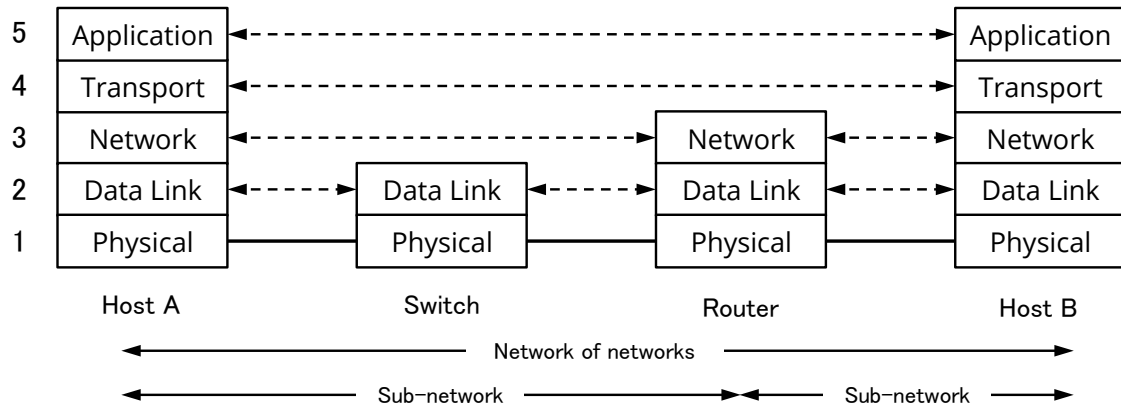 5 Application Application
4 Transport Transport
3 Network Network Network
2 Data Link Data Link Data Link Data Link
1 Physical Physical Physical Physical
Host A Switch Router Host B
Network of networks
Sub-network Sub-network